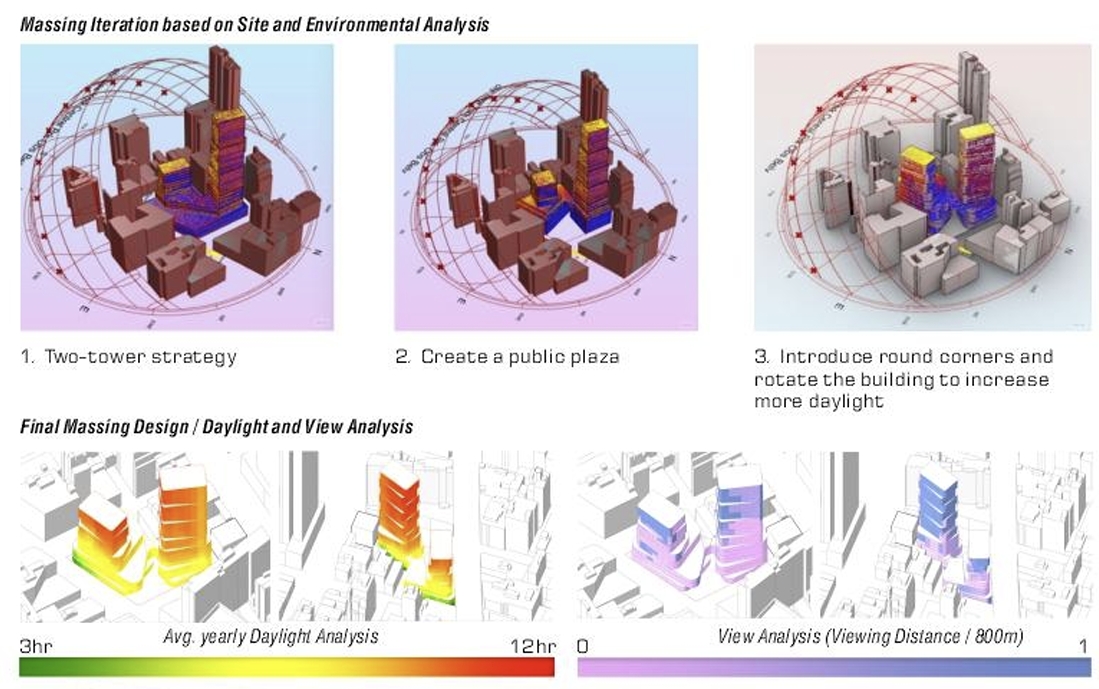 Massing Iteration based on Site and Environmental Analysis
1. Two-tower strategy
2. Create a public plaza
3. Introduce round corners and
rotate the building to increase
more daylight
Final Massing Design / Daylight and View Analysis
3hr
Avg. yearly Daylight Analysis
12hr
0
View Analysis (Viewing Distance / 800m)
1